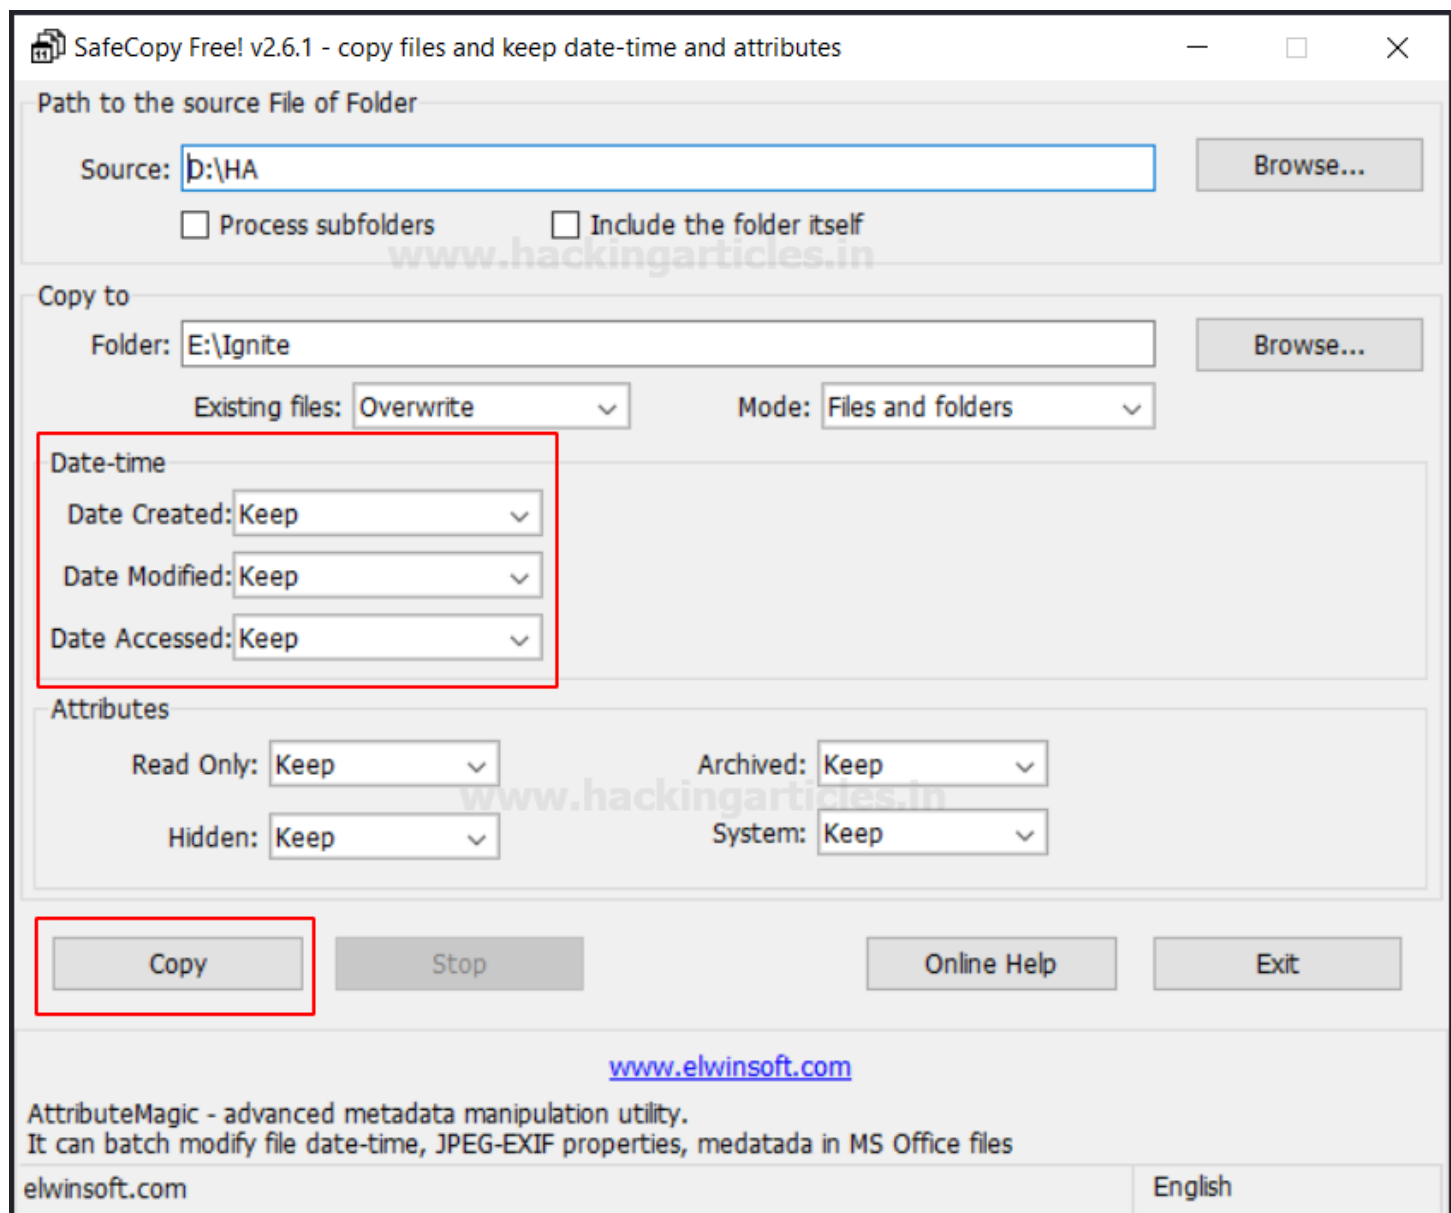 SafeCopy Free! v2.6.1 - copy files and keep date-time and attributes
Path to the source File of Folder
Source: D:\HA Browse...
Process subfolders Include the folder itself
www.hackingarticles.in
Copy to
Folder: E:\Ignite Browse...
Existing files: Overwrite Mode: Files and folders
Date-time
Date Created: Keep
Date Modified: Keep
Date Accessed: Keep
Attributes
Read Only: Keep Archived: Keep
www.hackingarticles.in
Hidden: Keep System: Keep
Copy Stop Online Help Exit
www.elwinsoft.com
AttributeMagic - advanced metadata manipulation utility.
It can batch modify file date-time, JPEG-EXIF properties, medatada in MS Office files
elwinsoft.com English